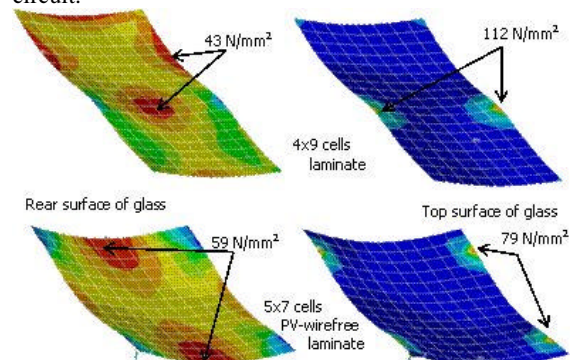 circuit.
43 N/mm²
112 N/mm²
4x9 cells
laminate
Rear surface of glass
Top surface of glass
59 N/mm²
79 N/mm²
5x7 cells
PV-wirefree
laminate